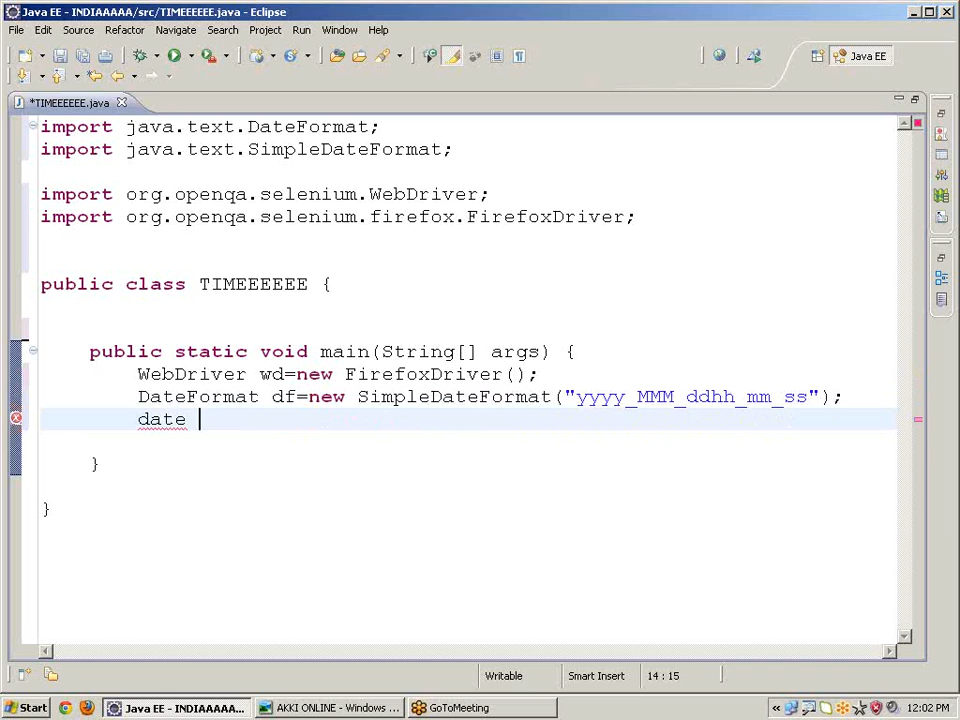 Java EE - INDIAAAAA/src/TIMEEEEEE.java - Eclipse
File Edit Source Refactor Navigate Search Project Run Window Help
Java EE
*TIMEEEEEE.java
import java.text.DateFormat;
import java.text.SimpleDateFormat;
import org.openqa.selenium.WebDriver;
import org.openqa.selenium.firefox.FirefoxDriver;
public class TIMEEEEEE {
public static void main(String[] args) {
WebDriver wd=new FirefoxDriver();
DateFormat df=new SimpleDateFormat("yyyy_MMM_ddhh_mm_ss");
date
}
}
Writable Smart Insert 14 : 15
Start Java EE - INDIAAAAA... AKKI ONLINE - Windows ... GoToMeeting 12:02 PM